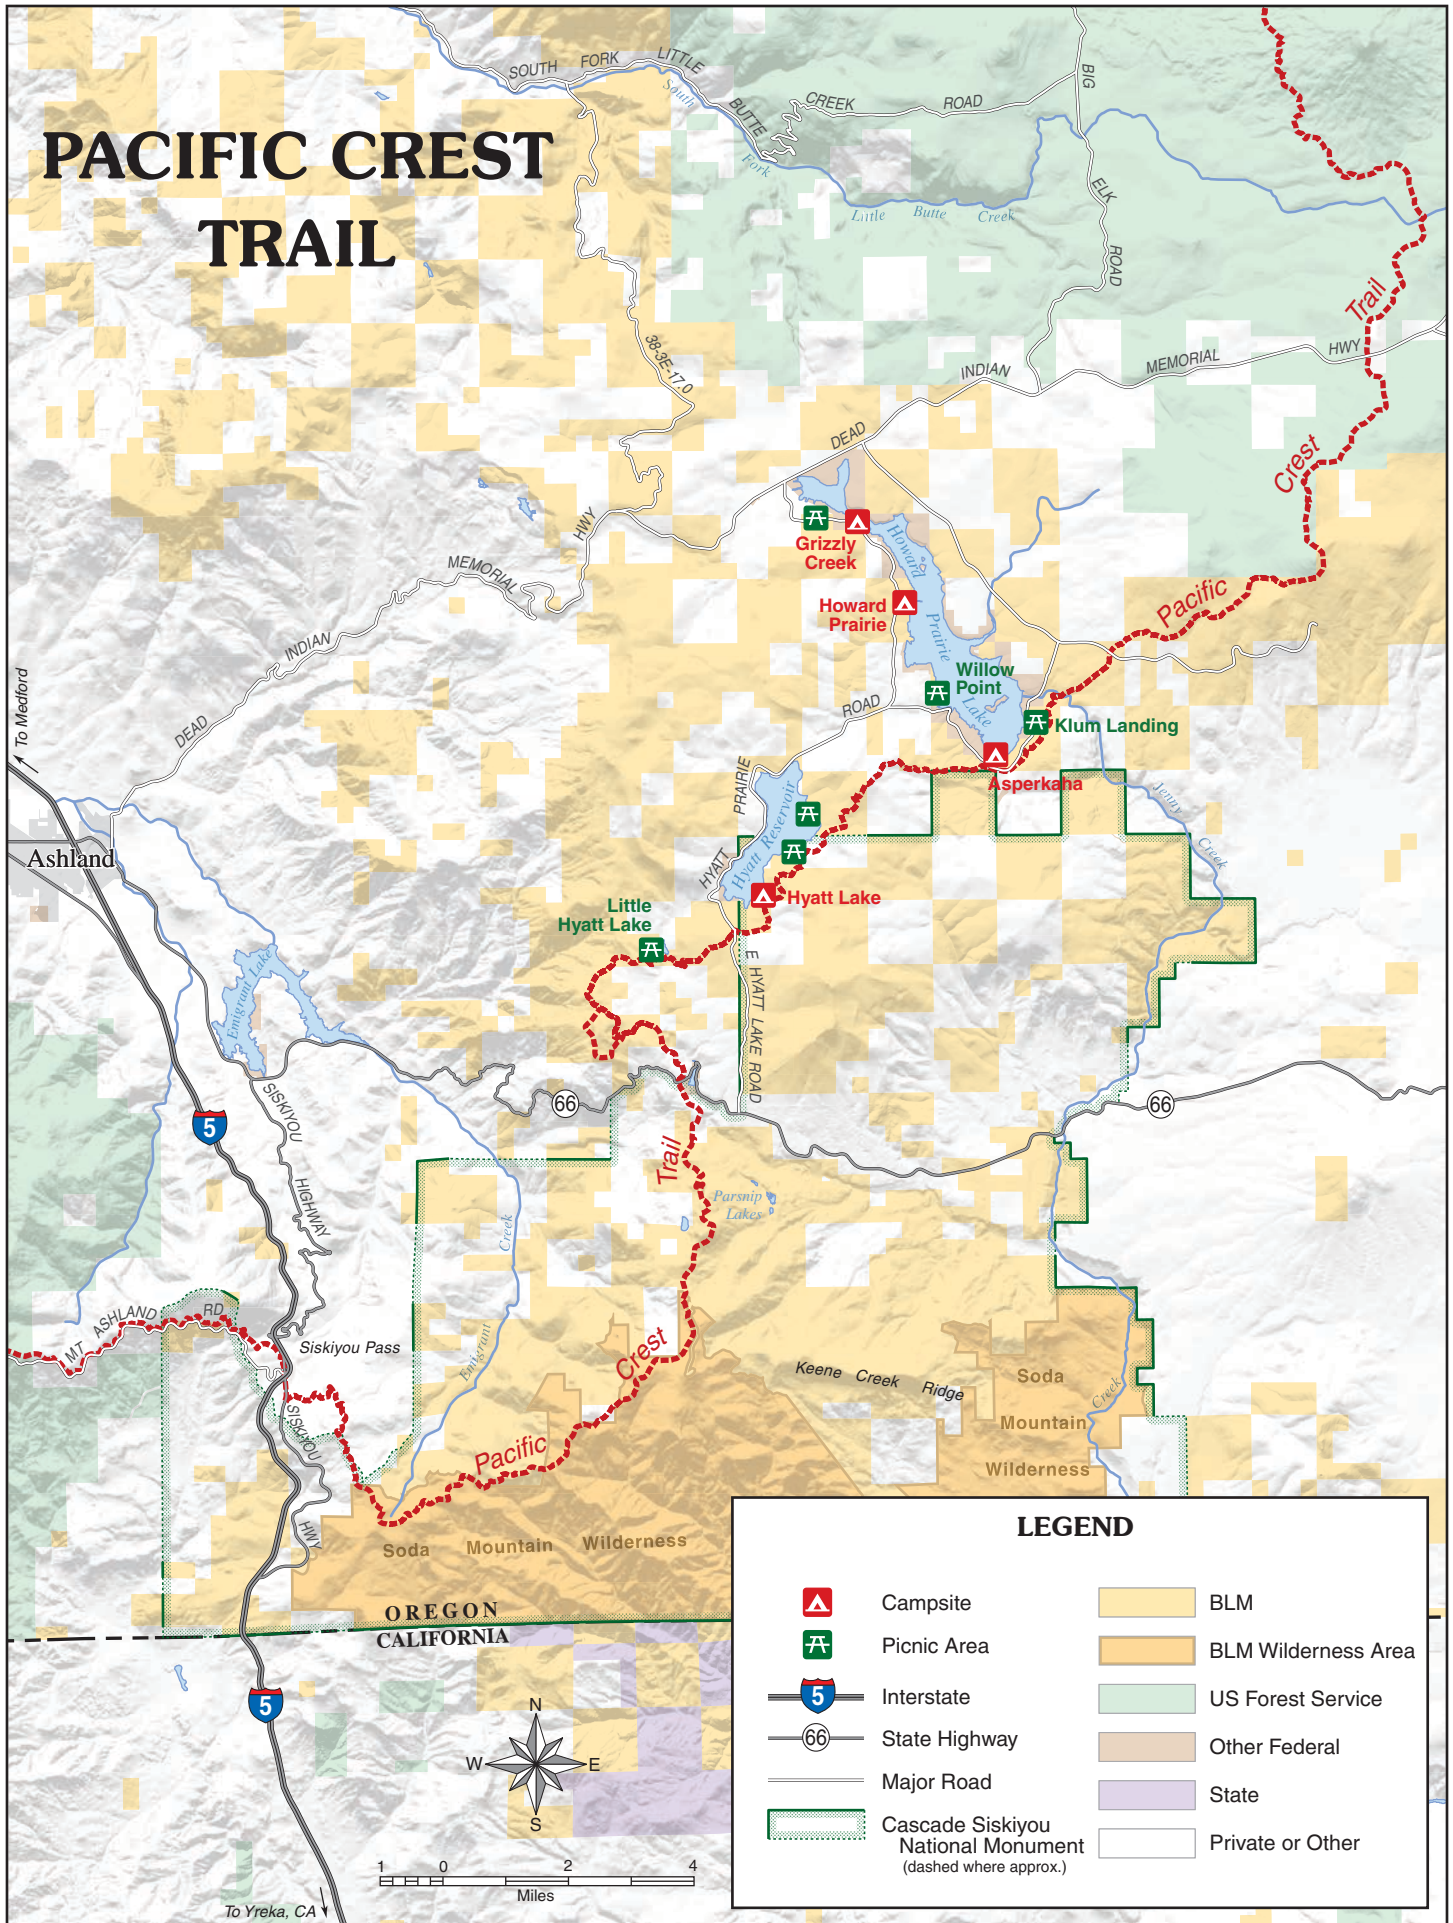 PACIFIC CREST
TRAIL
SOUTH FORK LITTLE
BUTTE
CREEK ROAD
South
Fork
Little Butte Creek
BIG
ELK
ROAD
38-3E-17.0
Trail
HWY
MEMORIAL
INDIAN
DEAD
Crest
HWY
MEMORIAL
INDIAN
DEAD
Grizzly
Creek
Howard
Prairie
Lake
Howard
Prairie
Pacific
Willow
Point
Klum Landing
Asperkaha
To Medford
ROAD
PRAIRIE
HYATT
Hyatt Reservoir
Jenny
Creek
Ashland
Hyatt Lake
Little
Hyatt Lake
E HYATT LAKE ROAD
Emigrant Lake
SISKIYOU
HIGHWAY
5
66
66
Trail
Parsnip
Lakes
Creek
Emigrant
MT ASHLAND RD
Siskiyou Pass
Crest
Keene Creek Ridge
Soda
Mountain
Wilderness
Creek
SISKIYOU
HWY
Pacific
Soda Mountain Wilderness
OREGON
CALIFORNIA
5
N
W E
S
1 0 2 4
Miles
To Yreka, CA
LEGEND
Campsite
Picnic Area
5 Interstate
66 State Highway
Major Road
Cascade Siskiyou
National Monument
(dashed where approx.)
BLM
BLM Wilderness Area
US Forest Service
Other Federal
State
Private or Other